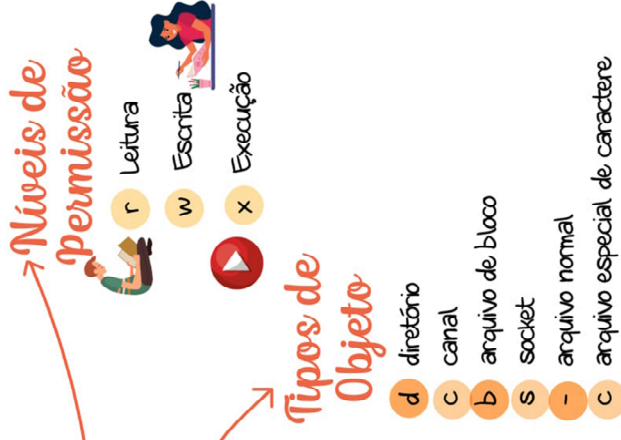 Níveis de
Permissão
r Leitura
w Escrita
x Execução
Tipos de
Objeto
d diretório
c canal
b arquivo de bloco
s socket
- arquivo normal
c arquivo especial de caractere